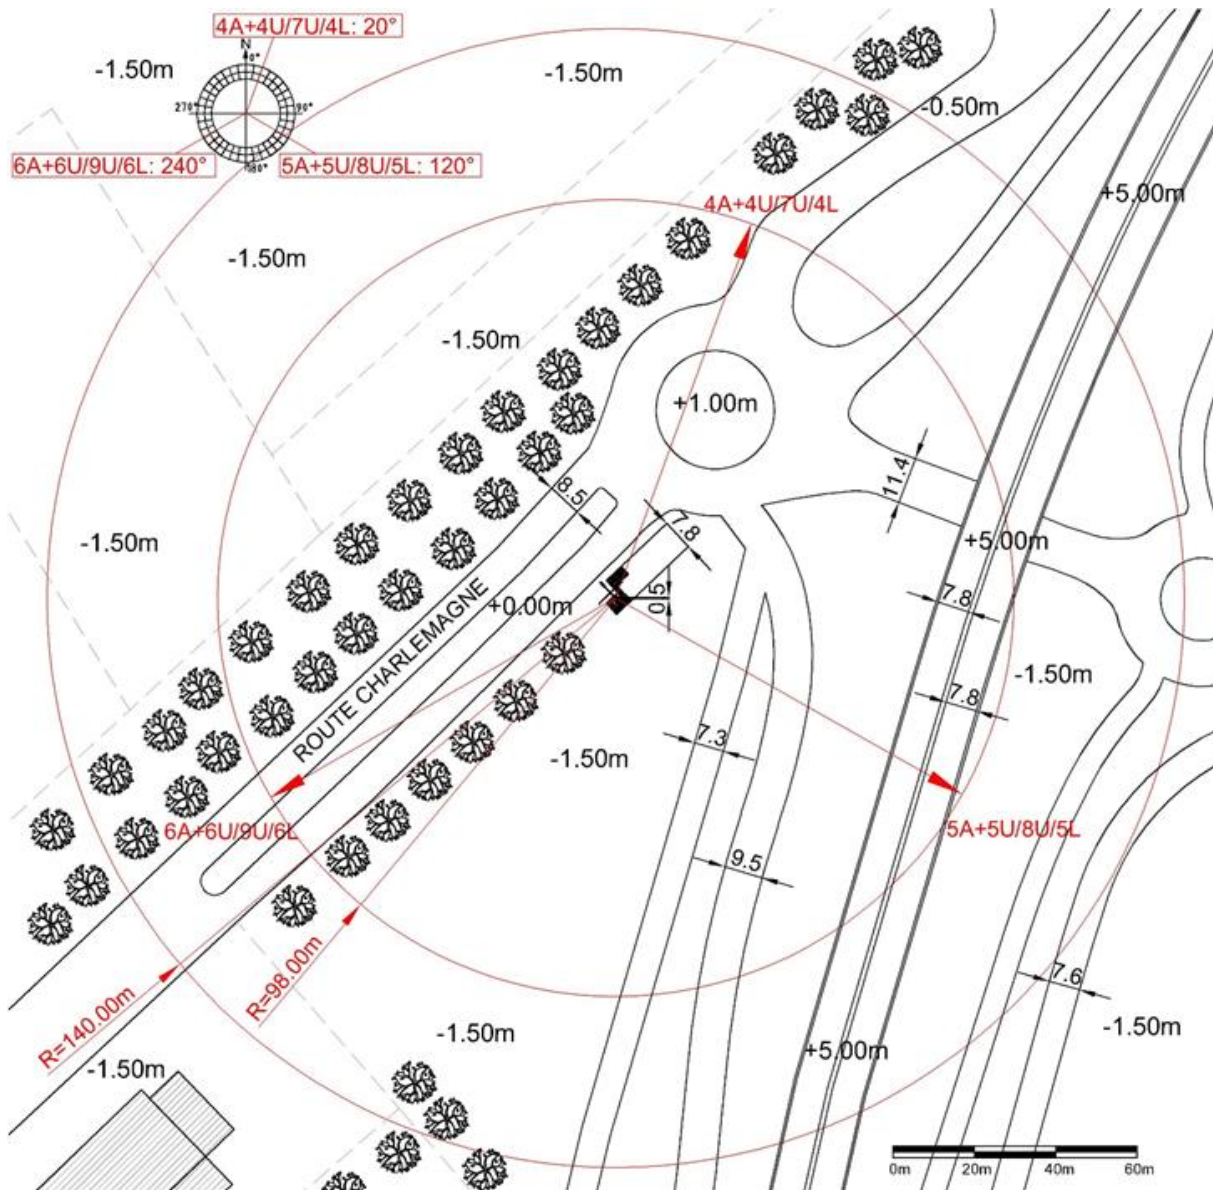 4A+4U/7U/4L: 20°
N
0°
270°
90°
180°
6A+6U/9U/6L: 240°
5A+5U/8U/5L: 120°
-1.50m
-1.50m
-0.50m
+5.00m
4A+4U/7U/4L
-1.50m
-1.50m
+1.00m
8.5
11.4
7.8
-1.50m
+5.00m
ROUTE CHARLEMAGNE
+0.00m
0.5
7.8
-1.50m
7.8
-1.50m
7.3
6A+6U/9U/6L
5A+5U/8U/5L
9.5
R=98.00m
R=140.00m
7.6
-1.50m
-1.50m
+5.00m
-1.50m
0m
20m
40m
60m